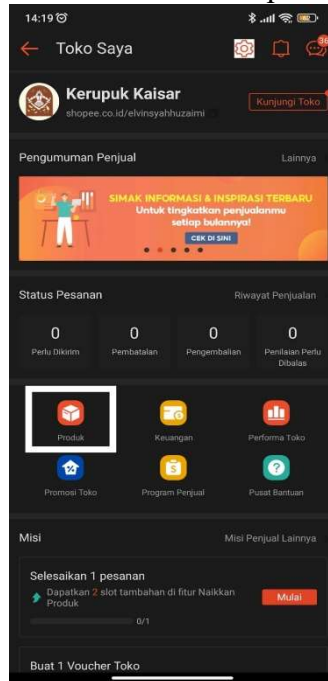 14:19
Toko Saya
36
Kerupuk Kaisar
shopee.co.id/elvinsyahhuzaimi
Kunjungi Toko
Pengumuman Penjual
Lainnya
SIMAK INFORMASI & INSPIRASI TERBARU
Untuk tingkatkan penjualanmu
setiap bulannya!
CEK DI SINI
Status Pesanan
Riwayat Penjualan
0
0
0
0
Perlu Dikirim
Pembatalan
Pengembalian
Penilaian Perlu
Dibalas
Produk
Keuangan
Performa Toko
Promosi Toko
Program Penjual
Pusat Bantuan
Misi
Misi Penjual Lainnya
Selesaikan 1 pesanan
Dapatkan 2 slot tambahan di fitur Naikkan
Produk
Mulai
0/1
Buat 1 Voucher Toko